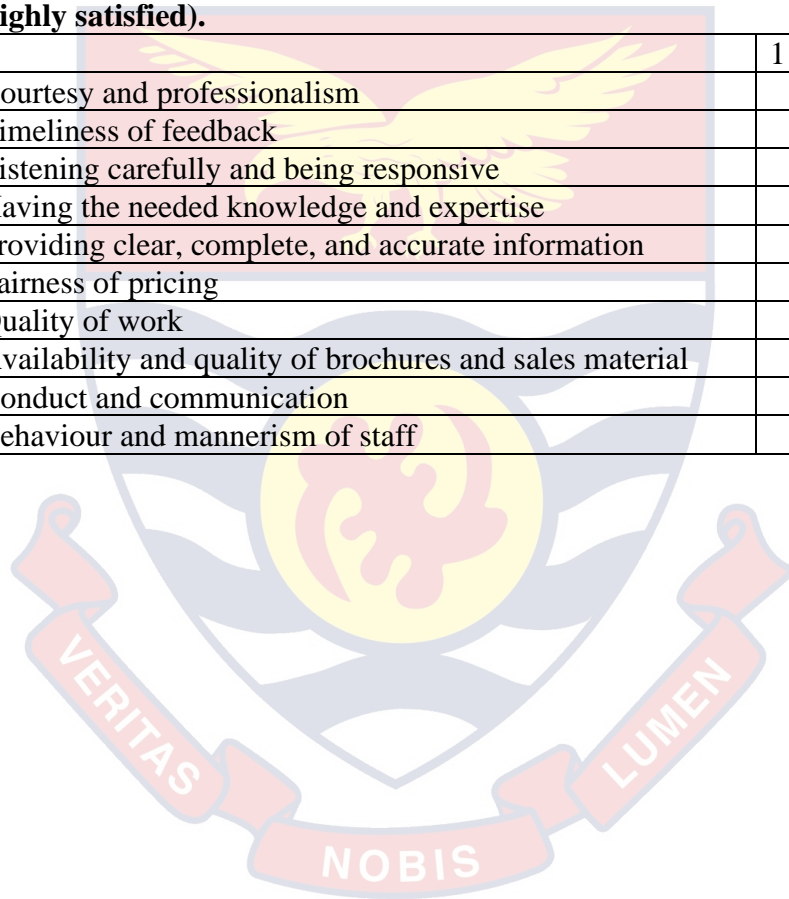 ighly satisfied).
1
ourtesy and professionalism
imeliness of feedback
istening carefully and being responsive
aving the needed knowledge and expertise
roviding clear, complete, and accurate information
airness of pricing
uality of work
vailability and quality of brochures and sales material
onduct and communication
ehaviour and mannerism of staff
VERITAS
NOBIS
LUMEN